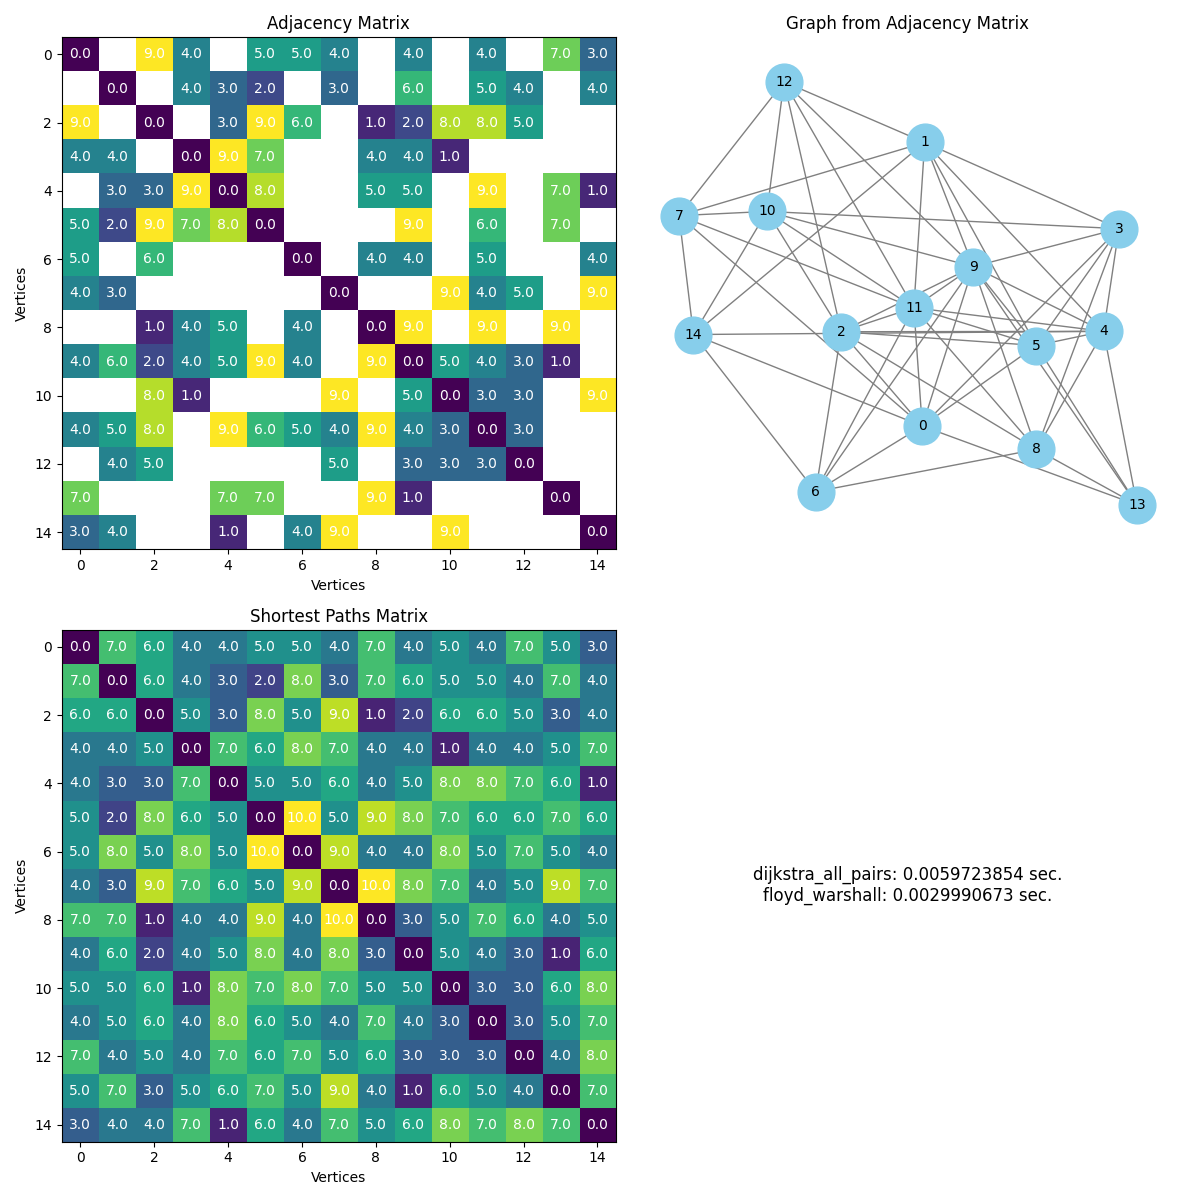 Adjacency Matrix
0 0.0 9.0 4.0 5.0 5.0 4.0 4.0 4.0 7.0 3.0
0.0 4.0 3.0 2.0 3.0 6.0 5.0 4.0 4.0
2 9.0 0.0 3.0 9.0 6.0 1.0 2.0 8.0 8.0 5.0
4.0 4.0 0.0 9.0 7.0 4.0 4.0 1.0
4 3.0 3.0 9.0 0.0 8.0 5.0 5.0 9.0 7.0 1.0
5.0 2.0 9.0 7.0 8.0 0.0 9.0 6.0 7.0
6 5.0 6.0 0.0 4.0 4.0 5.0 4.0
4.0 3.0 0.0 9.0 4.0 5.0 9.0
8 1.0 4.0 5.0 4.0 0.0 9.0 9.0 9.0
4.0 6.0 2.0 4.0 5.0 9.0 4.0 9.0 0.0 5.0 4.0 3.0 1.0
10 8.0 1.0 9.0 5.0 0.0 3.0 3.0 9.0
4.0 5.0 8.0 9.0 6.0 5.0 4.0 9.0 4.0 3.0 0.0 3.0
12 4.0 5.0 5.0 3.0 3.0 3.0 0.0
7.0 7.0 7.0 9.0 1.0 0.0
14 3.0 4.0 1.0 4.0 9.0 9.0 0.0
0 2 4 6 8 10 12 14
Vertices
Vertices
Graph from Adjacency Matrix
12
1
7
10
3
9
11
14
2
5
4
0
8
6
13
Shortest Paths Matrix
0 0.0 7.0 6.0 4.0 4.0 5.0 5.0 4.0 7.0 4.0 5.0 4.0 7.0 5.0 3.0
7.0 0.0 6.0 4.0 3.0 2.0 8.0 3.0 7.0 6.0 5.0 5.0 4.0 7.0 4.0
2 6.0 6.0 0.0 5.0 3.0 8.0 5.0 9.0 1.0 2.0 6.0 6.0 5.0 3.0 4.0
4.0 4.0 5.0 0.0 7.0 6.0 8.0 7.0 4.0 4.0 1.0 4.0 4.0 5.0 7.0
4 4.0 3.0 3.0 7.0 0.0 5.0 5.0 6.0 4.0 5.0 8.0 8.0 7.0 6.0 1.0
5.0 2.0 8.0 6.0 5.0 0.0 10.0 5.0 9.0 8.0 7.0 6.0 6.0 7.0 6.0
6 5.0 8.0 5.0 8.0 5.0 10.0 0.0 9.0 4.0 4.0 8.0 5.0 7.0 5.0 4.0
4.0 3.0 9.0 7.0 6.0 5.0 9.0 0.0 10.0 8.0 7.0 4.0 5.0 9.0 7.0
8 7.0 7.0 1.0 4.0 4.0 9.0 4.0 10.0 0.0 3.0 5.0 7.0 6.0 4.0 5.0
4.0 6.0 2.0 4.0 5.0 8.0 4.0 8.0 3.0 0.0 5.0 4.0 3.0 1.0 6.0
10 5.0 5.0 6.0 1.0 8.0 7.0 8.0 7.0 5.0 5.0 0.0 3.0 3.0 6.0 8.0
4.0 5.0 6.0 4.0 8.0 6.0 5.0 4.0 7.0 4.0 3.0 0.0 3.0 5.0 7.0
12 7.0 4.0 5.0 4.0 7.0 6.0 7.0 5.0 6.0 3.0 3.0 3.0 0.0 4.0 8.0
5.0 7.0 3.0 5.0 6.0 7.0 5.0 9.0 4.0 1.0 6.0 5.0 4.0 0.0 7.0
14 3.0 4.0 4.0 7.0 1.0 6.0 4.0 7.0 5.0 6.0 8.0 7.0 8.0 7.0 0.0
0 2 4 6 8 10 12 14
Vertices
Vertices
dijkstra_all_pairs: 0.0059723854 sec.
floyd_warshall: 0.0029990673 sec.